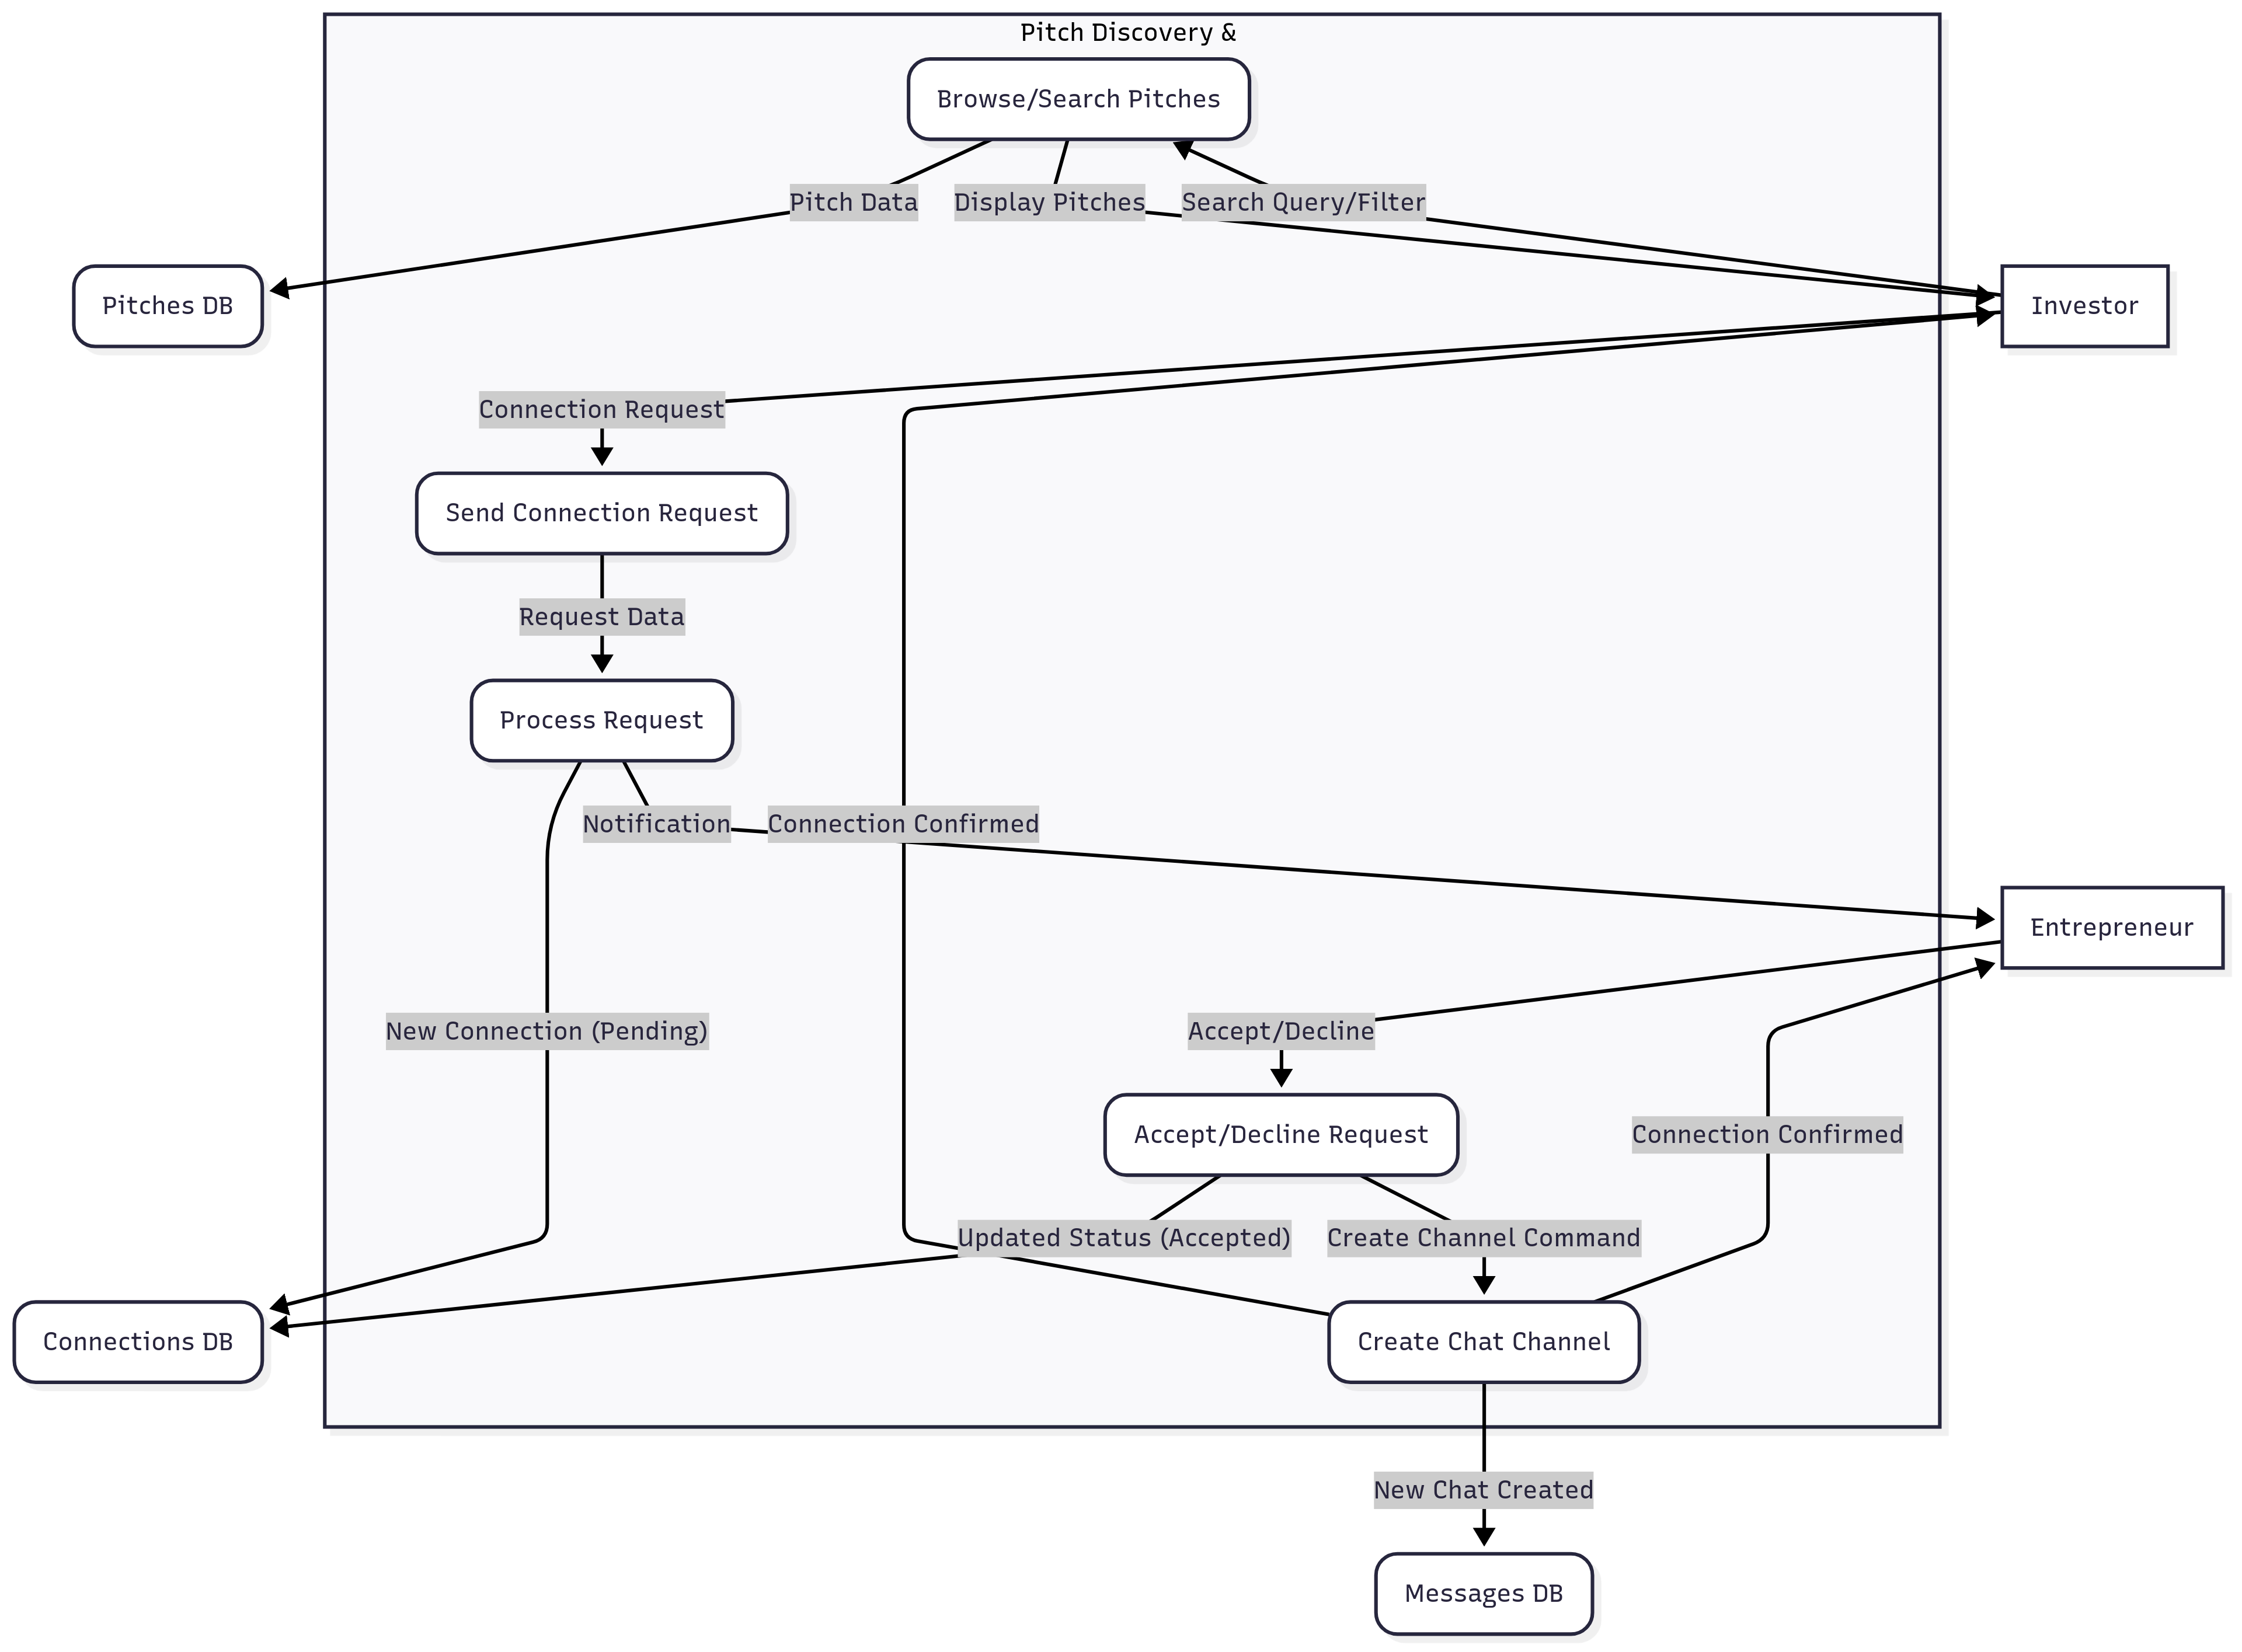 Pitch Discovery &
Browse/Search Pitches
Pitch Data
Display Pitches
Search Query/Filter
Pitches DB
Investor
Connection Request
Send Connection Request
Request Data
Process Request
Notification
Connection Confirmed
Entrepreneur
New Connection (Pending)
Accept/Decline
Accept/Decline Request
Connection Confirmed
Updated Status (Accepted)
Create Channel Command
Connections DB
Create Chat Channel
New Chat Created
Messages DB